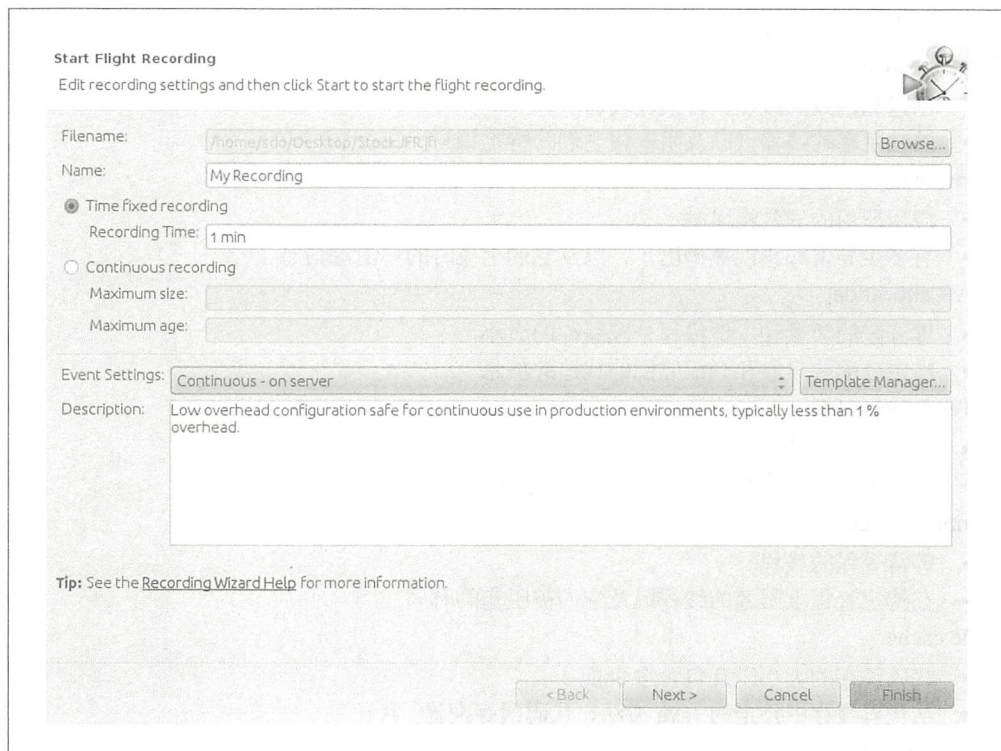 Start Flight Recording
Edit recording settings and then click Start to start the flight recording.
Filename: /home/sdo/Desktop/StockJFR.jfr Browse...
Name: My Recording
Time fixed recording
Recording Time: 1 min
Continuous recording
Maximum size:
Maximum age:
Event Settings: Continuous - on server Template Manager...
Description: Low overhead configuration safe for continuous use in production environments, typically less than 1 %
overhead.
Tip: See the Recording Wizard Help for more information.
< Back Next > Cancel Finish